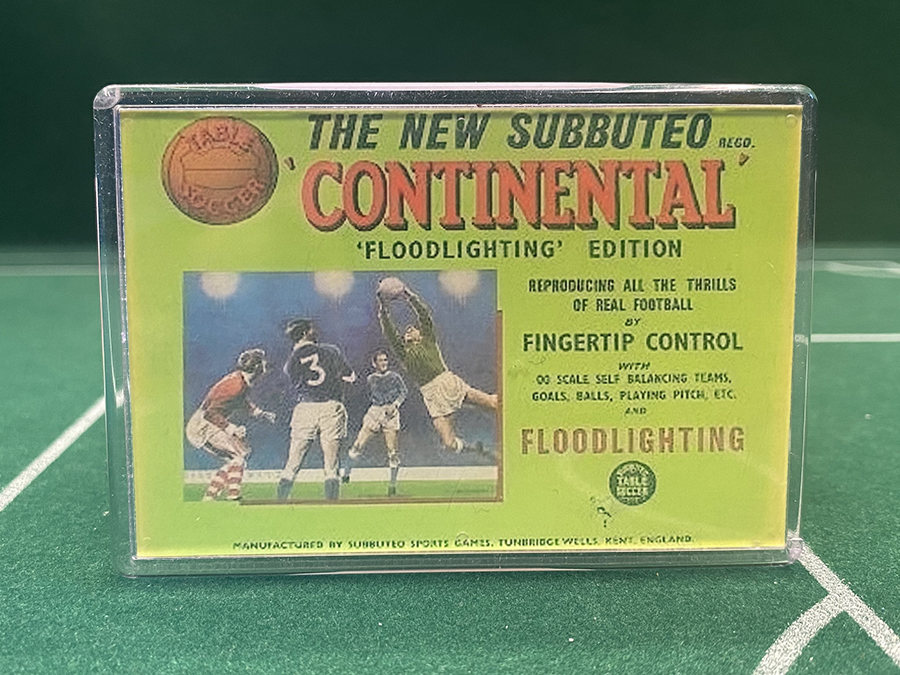 TABLE
SOCCER
THE NEW SUBBUTEO REGD.
'CONTINENTAL'
'FLOODLIGHTING' EDITION
3
REPRODUCING ALL THE THRILLS
OF REAL FOOTBALL
BY
FINGERTIP CONTROL
WITH
00 SCALE SELF BALANCING TEAMS,
GOALS, BALLS, PLAYING PITCH, ETC.
AND
FLOODLIGHTING
TABLE
SOCCER
MANUFACTURED BY SUBBUTEO SPORTS GAMES, TUNBRIDGE WELLS, KENT, ENGLAND.